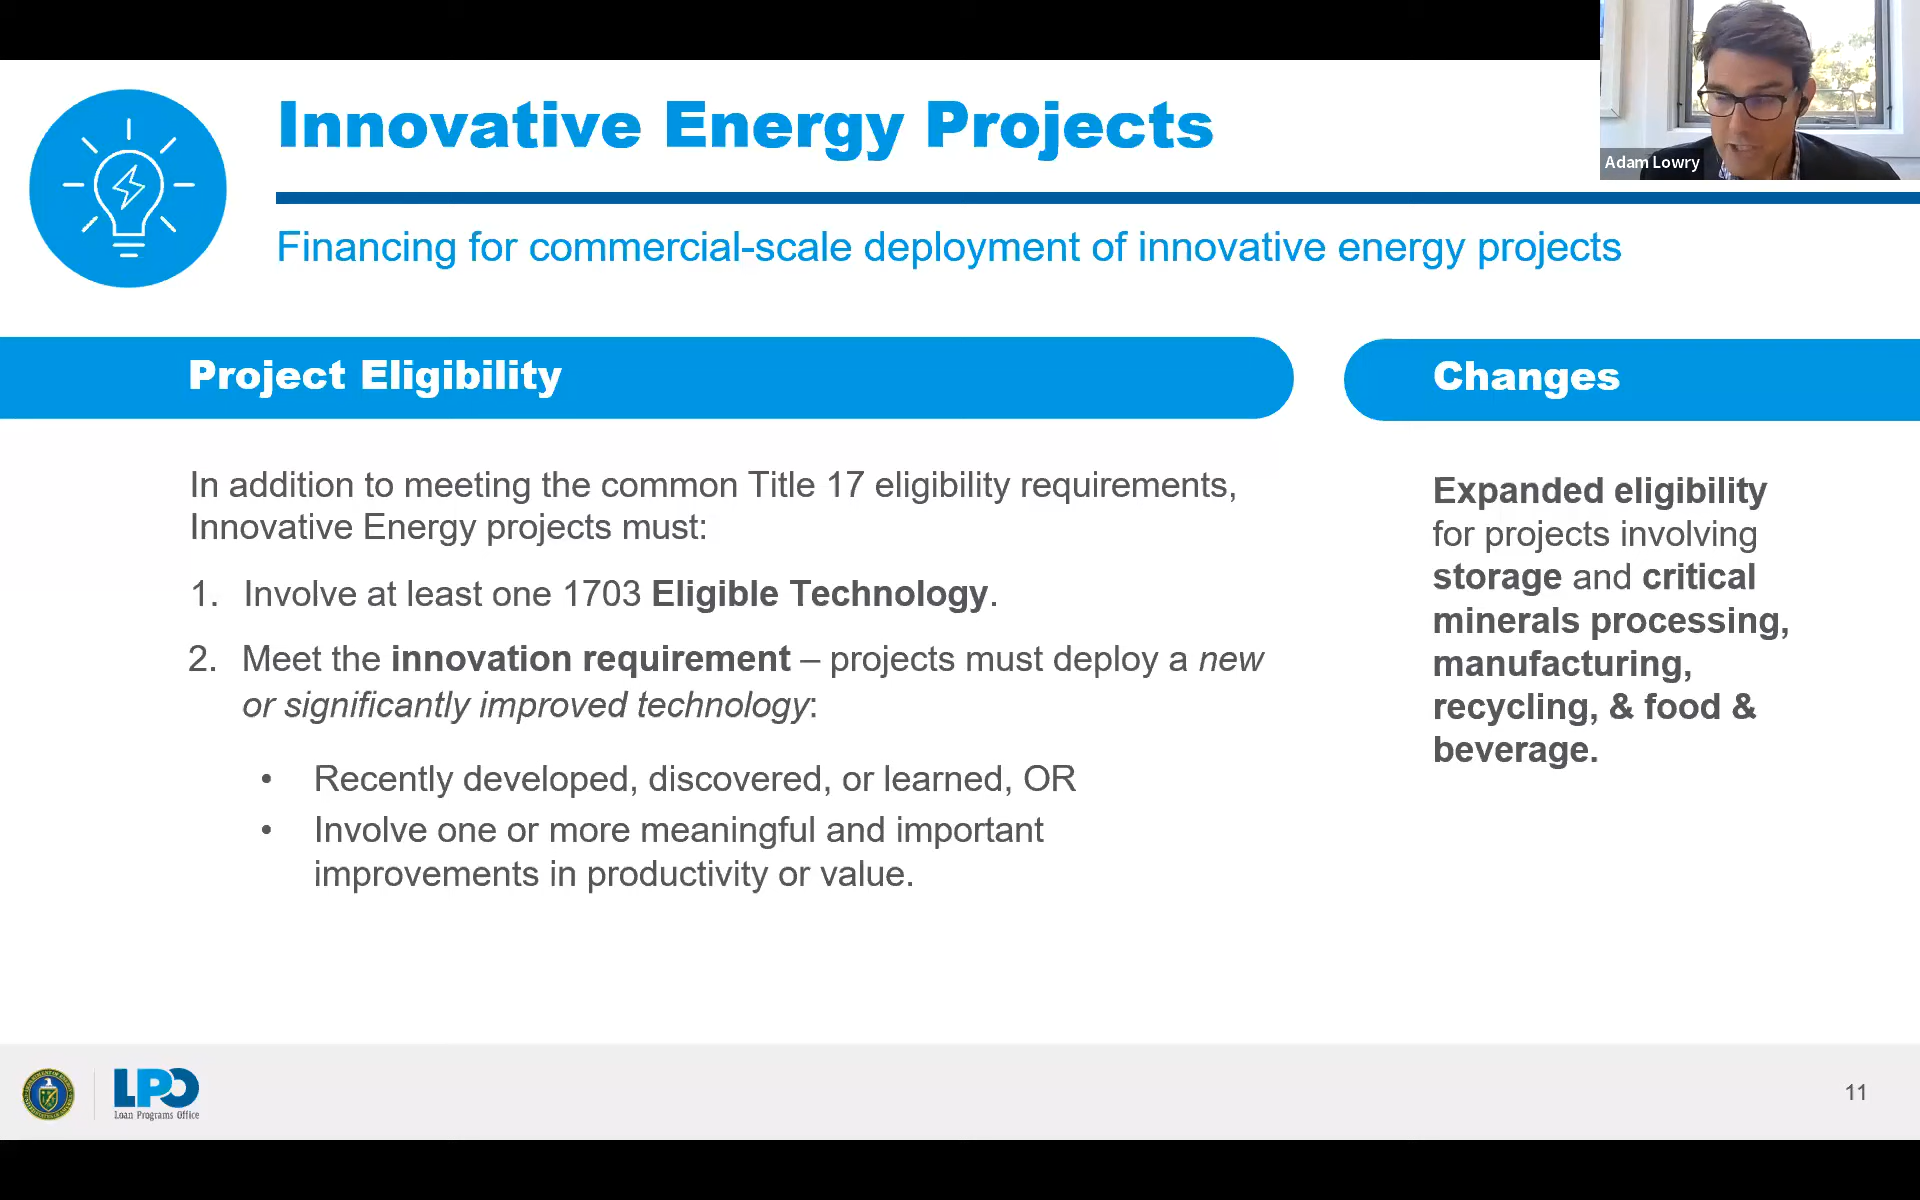 Innovative Energy Projects
Adam Lowry
Financing for commercial-scale deployment of innovative energy projects
Project Eligibility
In addition to meeting the common Title 17 eligibility requirements,
Innovative Energy projects must:
1. Involve at least one 1703 Eligible Technology.
2. Meet the innovation requirement – projects must deploy a new
or significantly improved technology:
• Recently developed, discovered, or learned, OR
• Involve one or more meaningful and important
improvements in productivity or value.
Changes
Expanded eligibility
for projects involving
storage and critical
minerals processing,
manufacturing,
recycling, & food &
beverage.
LPO
Loan Programs Office
11